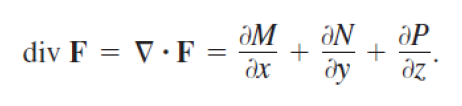 div F = ∇ · F = ∂M/∂x + ∂N/∂y + ∂P/∂z.